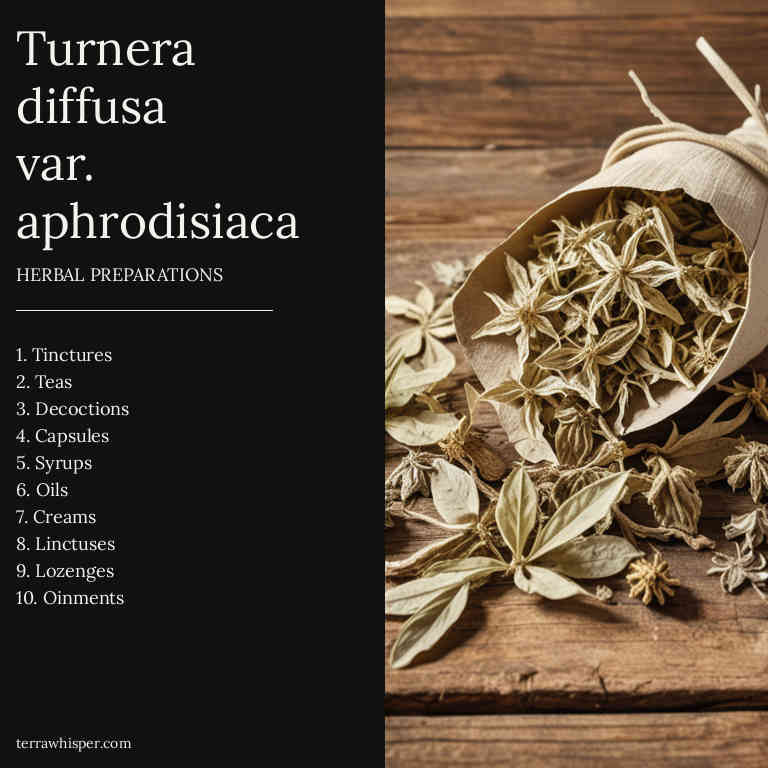 Turnera
diffusa
var.
aphrodisiaca
HERBAL PREPARATIONS
1. Tinctures
2. Teas
3. Decoctions
4. Capsules
5. Syrups
6. Oils
7. Creams
8. Linctuses
9. Lozenges
10. Oinments
terrawhisper.com